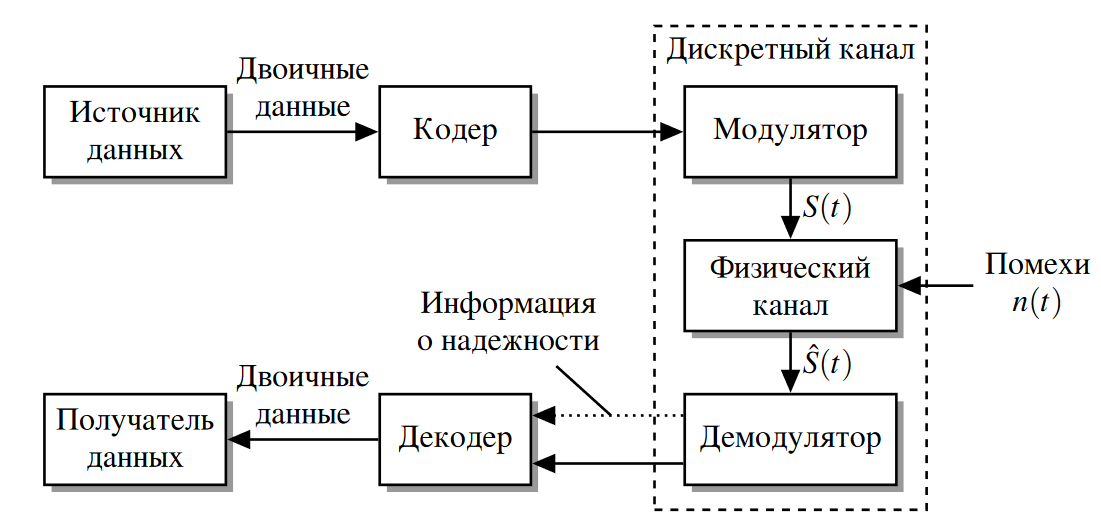 Дискретный канал
Двоичные
данные
Источник
данных
Кодер
Модулятор
S(t)
Физический
канал
Помехи
n(t)
Информация
о надежности
Ŝ(t)
Двоичные
данные
Получатель
данных
Декодер
Демодулятор